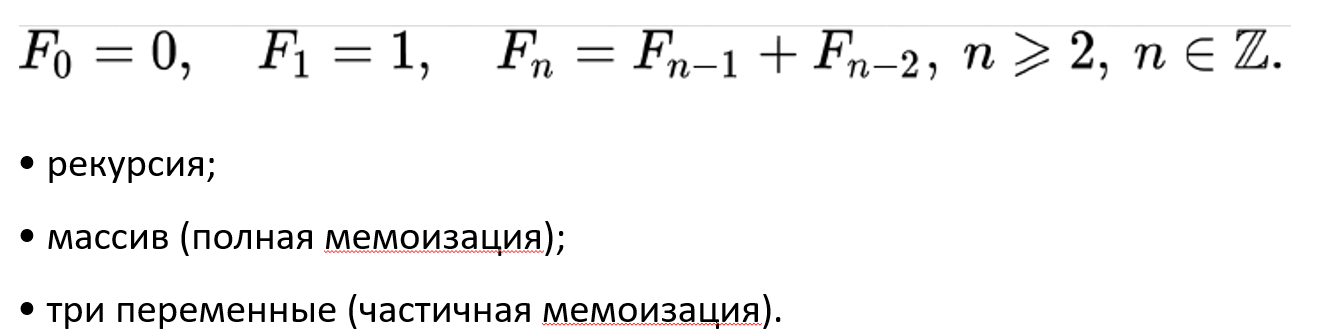 F₀ = 0, F₁ = 1, Fₙ = Fₙ₋₁ + Fₙ₋₂, n ⩾ 2, n ∈ ℤ.
• рекурсия;
• массив (полная мемоизация);
• три переменные (частичная мемоизация).